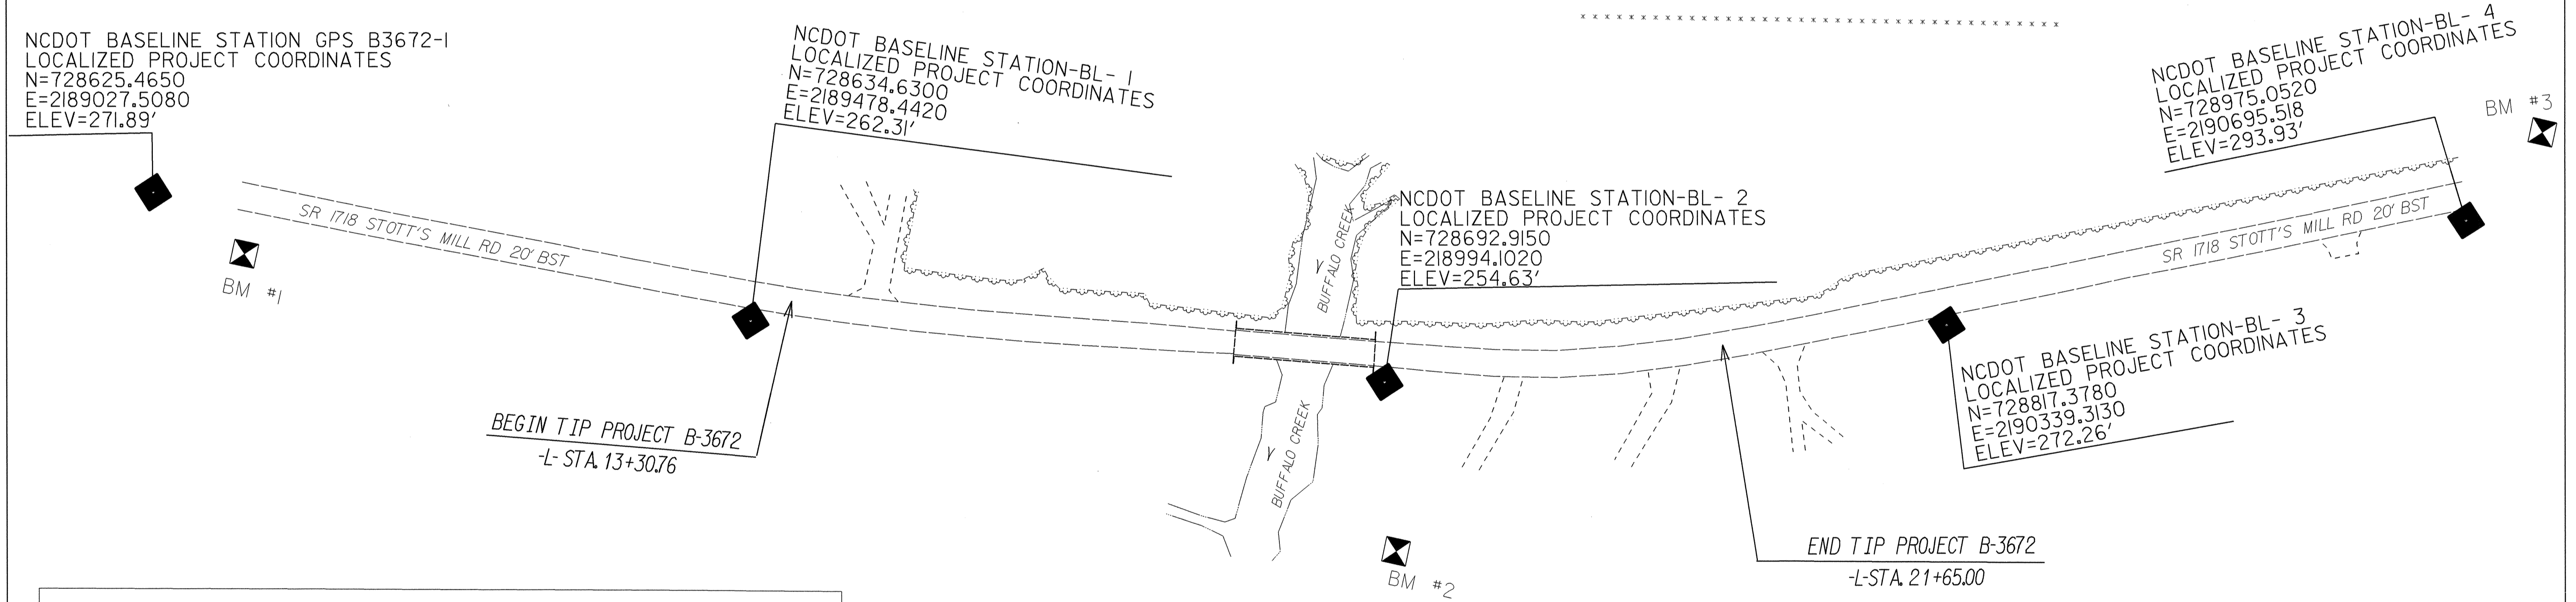 x x x x x x x x x x x x x x x x x x x x x x x x x x x x x x x x x x x x x x x x
NCDOT BASELINE STATION GPS B3672-1
LOCALIZED PROJECT COORDINATES
N=728625.4650
E=2189027.5080
ELEV=271.89'
NCDOT BASELINE STATION-BL- 1
LOCALIZED PROJECT COORDINATES
N=728634.6300
E=2189478.4420
ELEV=262.31'
NCDOT BASELINE STATION-BL- 4
LOCALIZED PROJECT COORDINATES
N=728975.0520
E=2190695.518
ELEV=293.93'
BM #3
NCDOT BASELINE STATION-BL- 2
LOCALIZED PROJECT COORDINATES
N=728692.9150
E=218994.1020
ELEV=254.63'
SR 1718 STOTT'S MILL RD 20' BST
BM #1
BUFFALO CREEK
SR 1718 STOTT'S MILL RD 20' BST
NCDOT BASELINE STATION-BL- 3
LOCALIZED PROJECT COORDINATES
N=728817.3780
E=2190339.3130
ELEV=272.26'
BEGIN TIP PROJECT B-3672
-L- STA. 13+30.76
BUFFALO CREEK
BM #2
END TIP PROJECT B-3672
-L-STA. 21+65.00